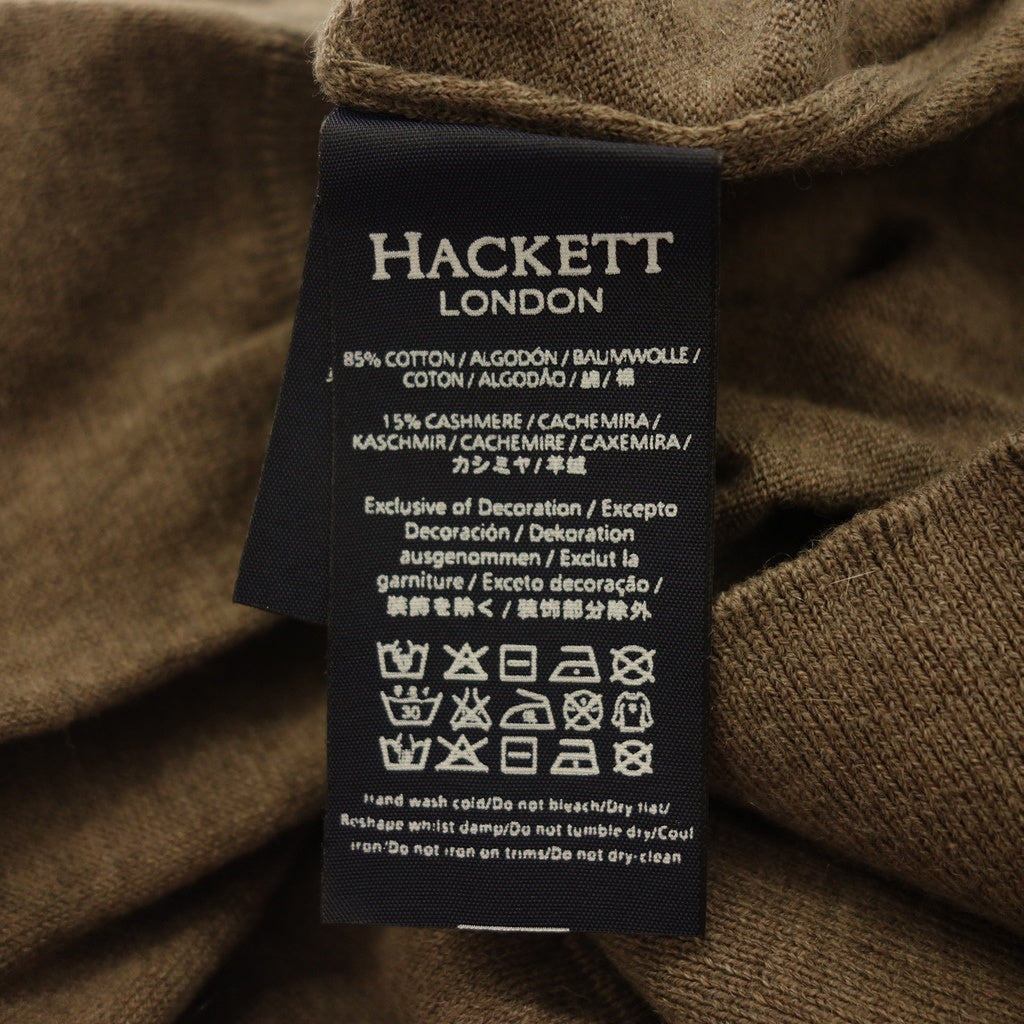 HACKETT
LONDON
85% COTTON / ALGODÓN / BAUMWOLLE /
COTON / ALGODÃO / 綿 / 棉
15% CASHMERE / CACHEMIRA /
KASCHMIR / CACHEMIRE / CAXEMIRA /
カシミヤ / 羊绒
Exclusive of Decoration / Excepto
Decoración / Dekoration
ausgenommen / Exclut la
garniture / Exceto decoração /
装飾を除く / 装饰部分除外
30
Hand wash cold/Do not bleach/Dry flat/
Reshape whilst damp/Do not tumble dry/Cool
iron/Do not iron on trims/Do not dry-clean